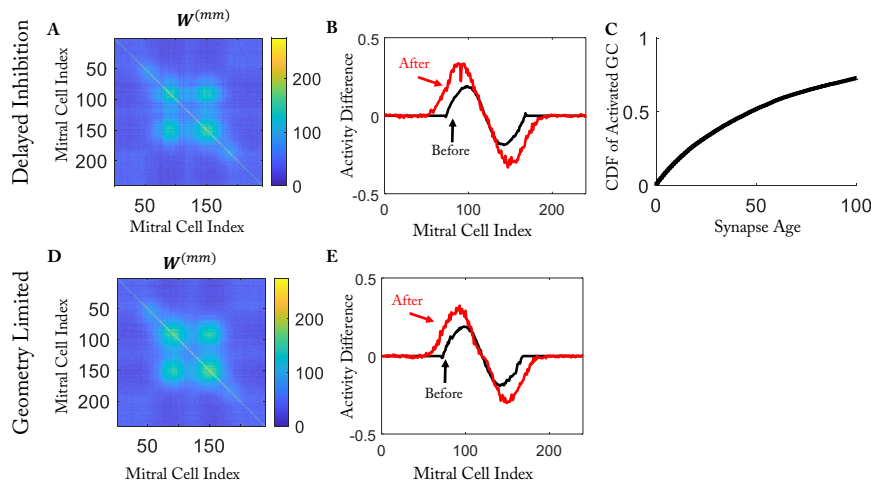 Delayed Inhibition
A
W^(mm)
Mitral Cell Index
50
100
150
200
50
150
Mitral Cell Index
200
100
0
B
Activity Difference
0.5
0
-0.5
After
Before
0
100
200
Mitral Cell Index
C
CDF of Activated GC
1
0.5
0
0
50
100
Synapse Age
Geometry Limited
D
W^(mm)
Mitral Cell Index
50
100
150
200
50
150
Mitral Cell Index
200
100
0
E
Activity Difference
0.5
0
-0.5
After
Before
0
100
200
Mitral Cell Index